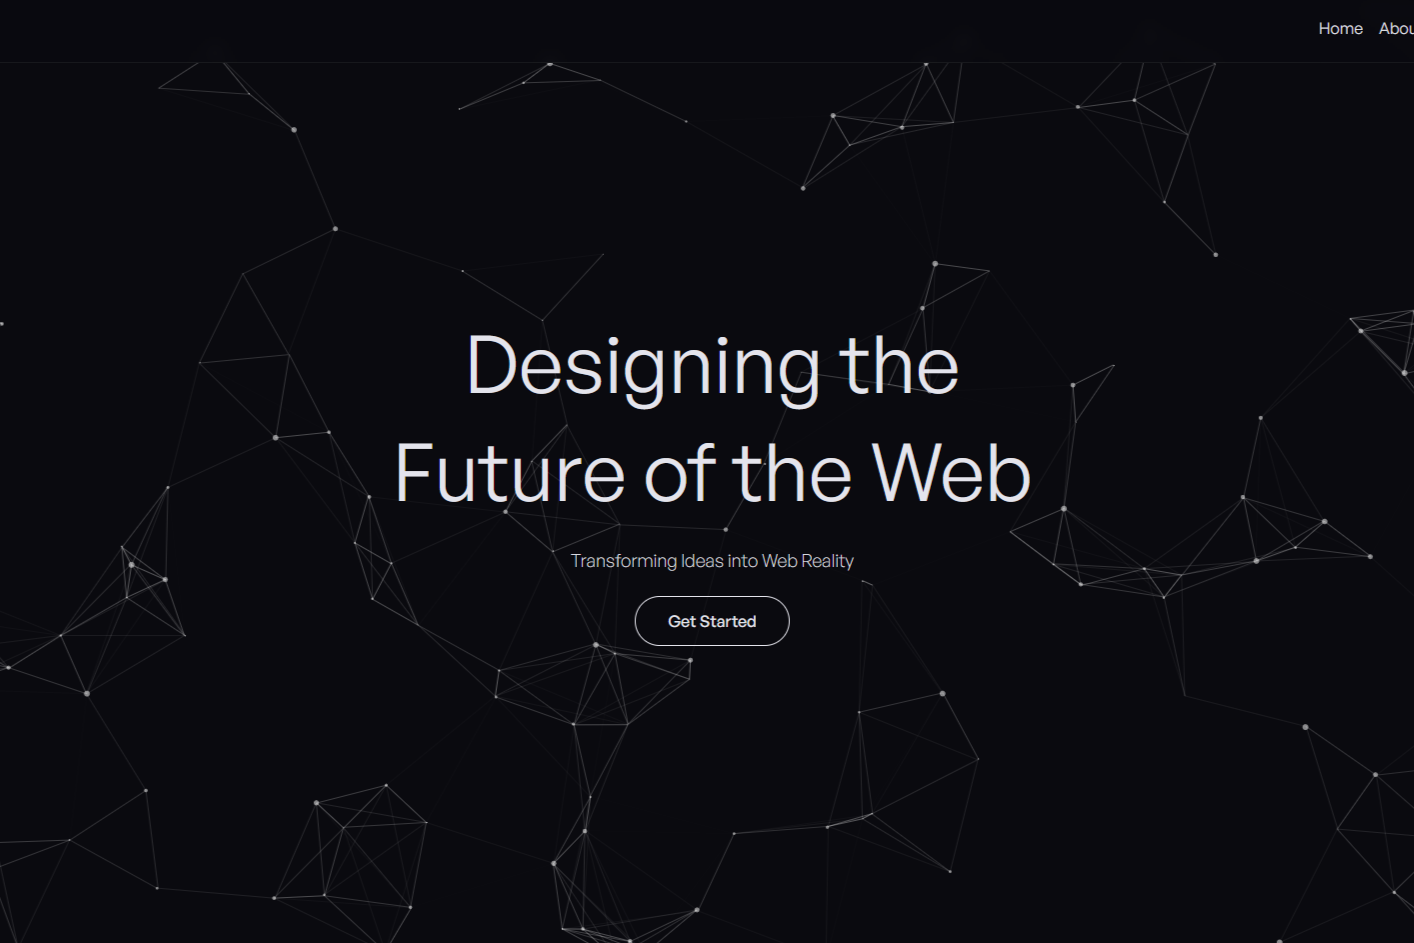 Home Abou
Designing the
Future of the Web
Transforming Ideas into Web Reality
Get Started